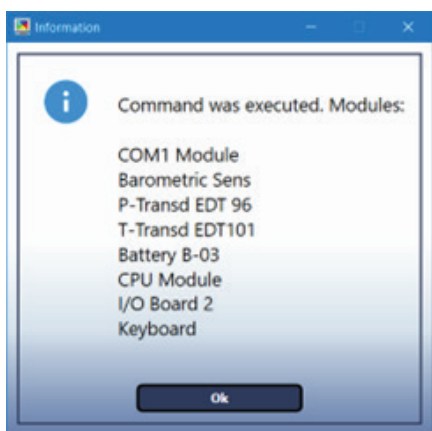 Information
Command was executed. Modules:
COM1 Module
Barometric Sens
P-Transd EDT 96
T-Transd EDT101
Battery B-03
CPU Module
I/O Board 2
Keyboard
Ok